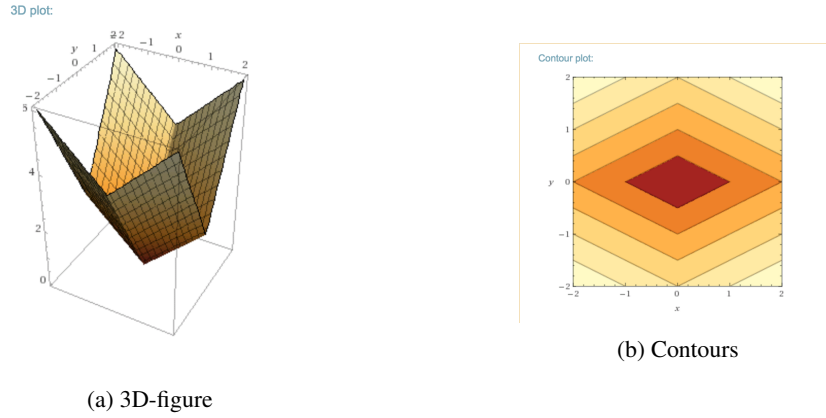 3D plot:
y 1 2 2 −1 x 0 1 2
0
−1
−2
5
4
2
0
(a) 3D-figure
Contour plot:
2
1
y 0
−1
−2
−2 −1 0 1 2
x
(b) Contours